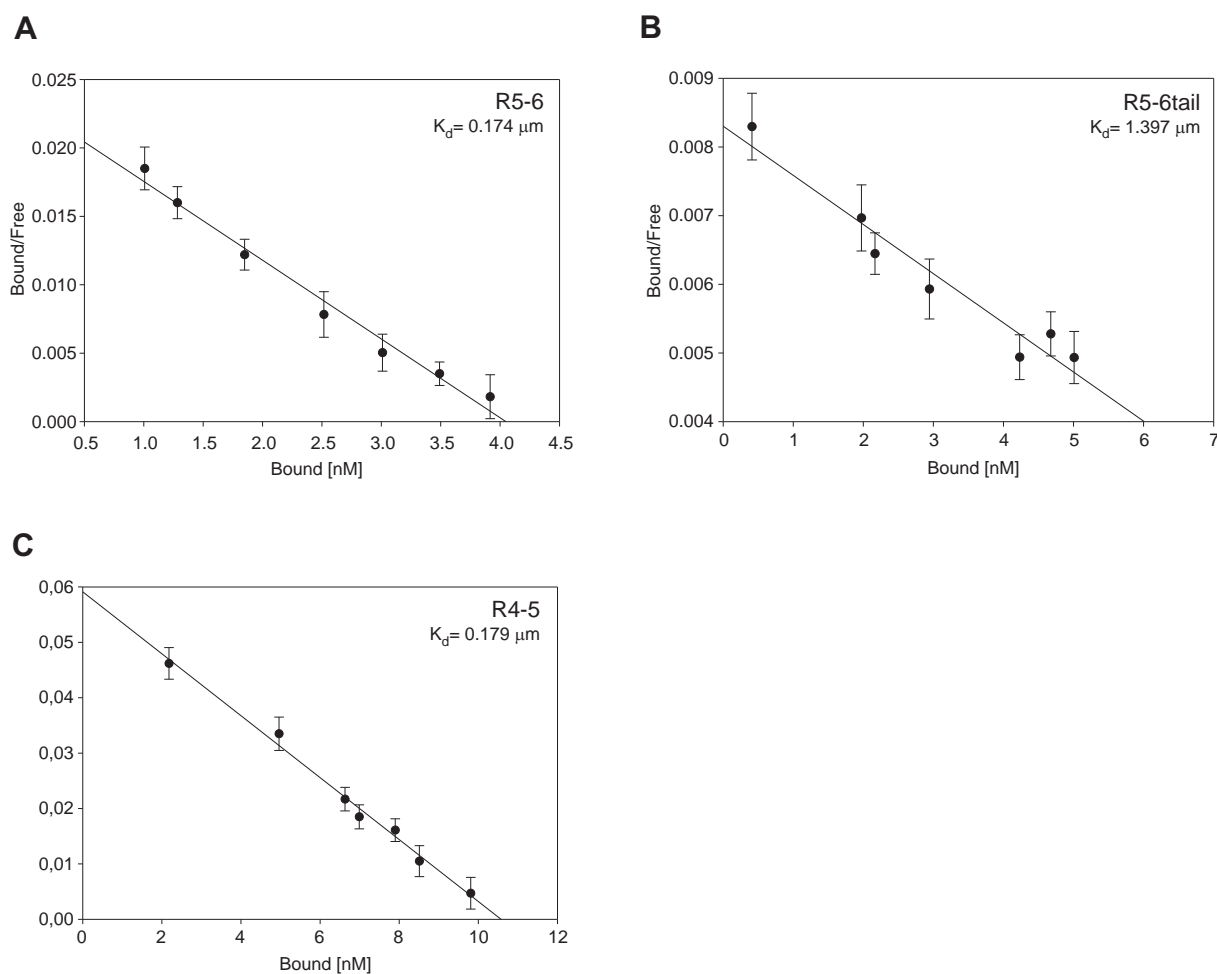 A
R5-6
K_d= 0.174 μm
0.025
0.020
0.015
0.010
0.005
0.000
Bound/Free
0.5 1.0 1.5 2.0 2.5 3.0 3.5 4.0 4.5
Bound [nM]
B
R5-6tail
K_d= 1.397 μm
0.009
0.008
0.007
0.006
0.005
0.004
Bound/Free
0 1 2 3 4 5 6 7
Bound [nM]
C
R4-5
K_d= 0.179 μm
0,06
0,05
0,04
0,03
0,02
0,01
0,00
Bound/Free
0 2 4 6 8 10 12
Bound [nM]